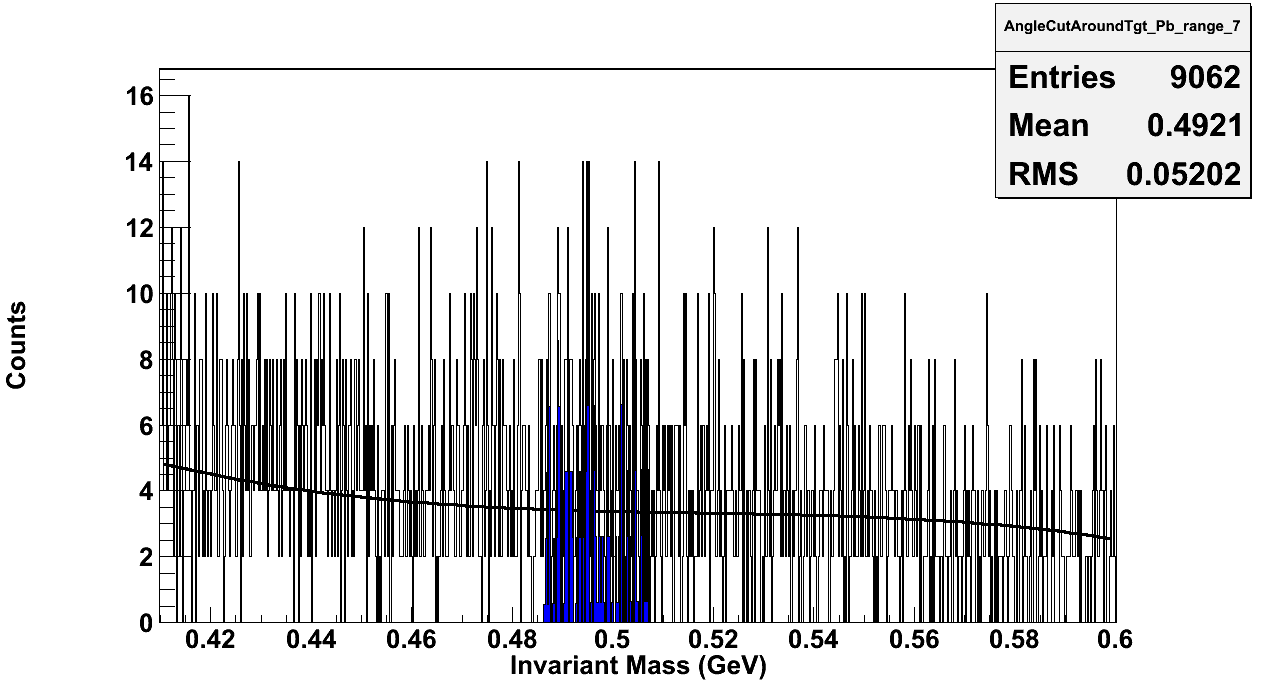 AngleCutAroundTgt_Pb_range_7
Entries 9062
Mean 0.4921
RMS 0.05202
16
14
12
10
8
6
4
2
0
Counts
0.42 0.44 0.46 0.48 0.5 0.52 0.54 0.56 0.58 0.6
Invariant Mass (GeV)